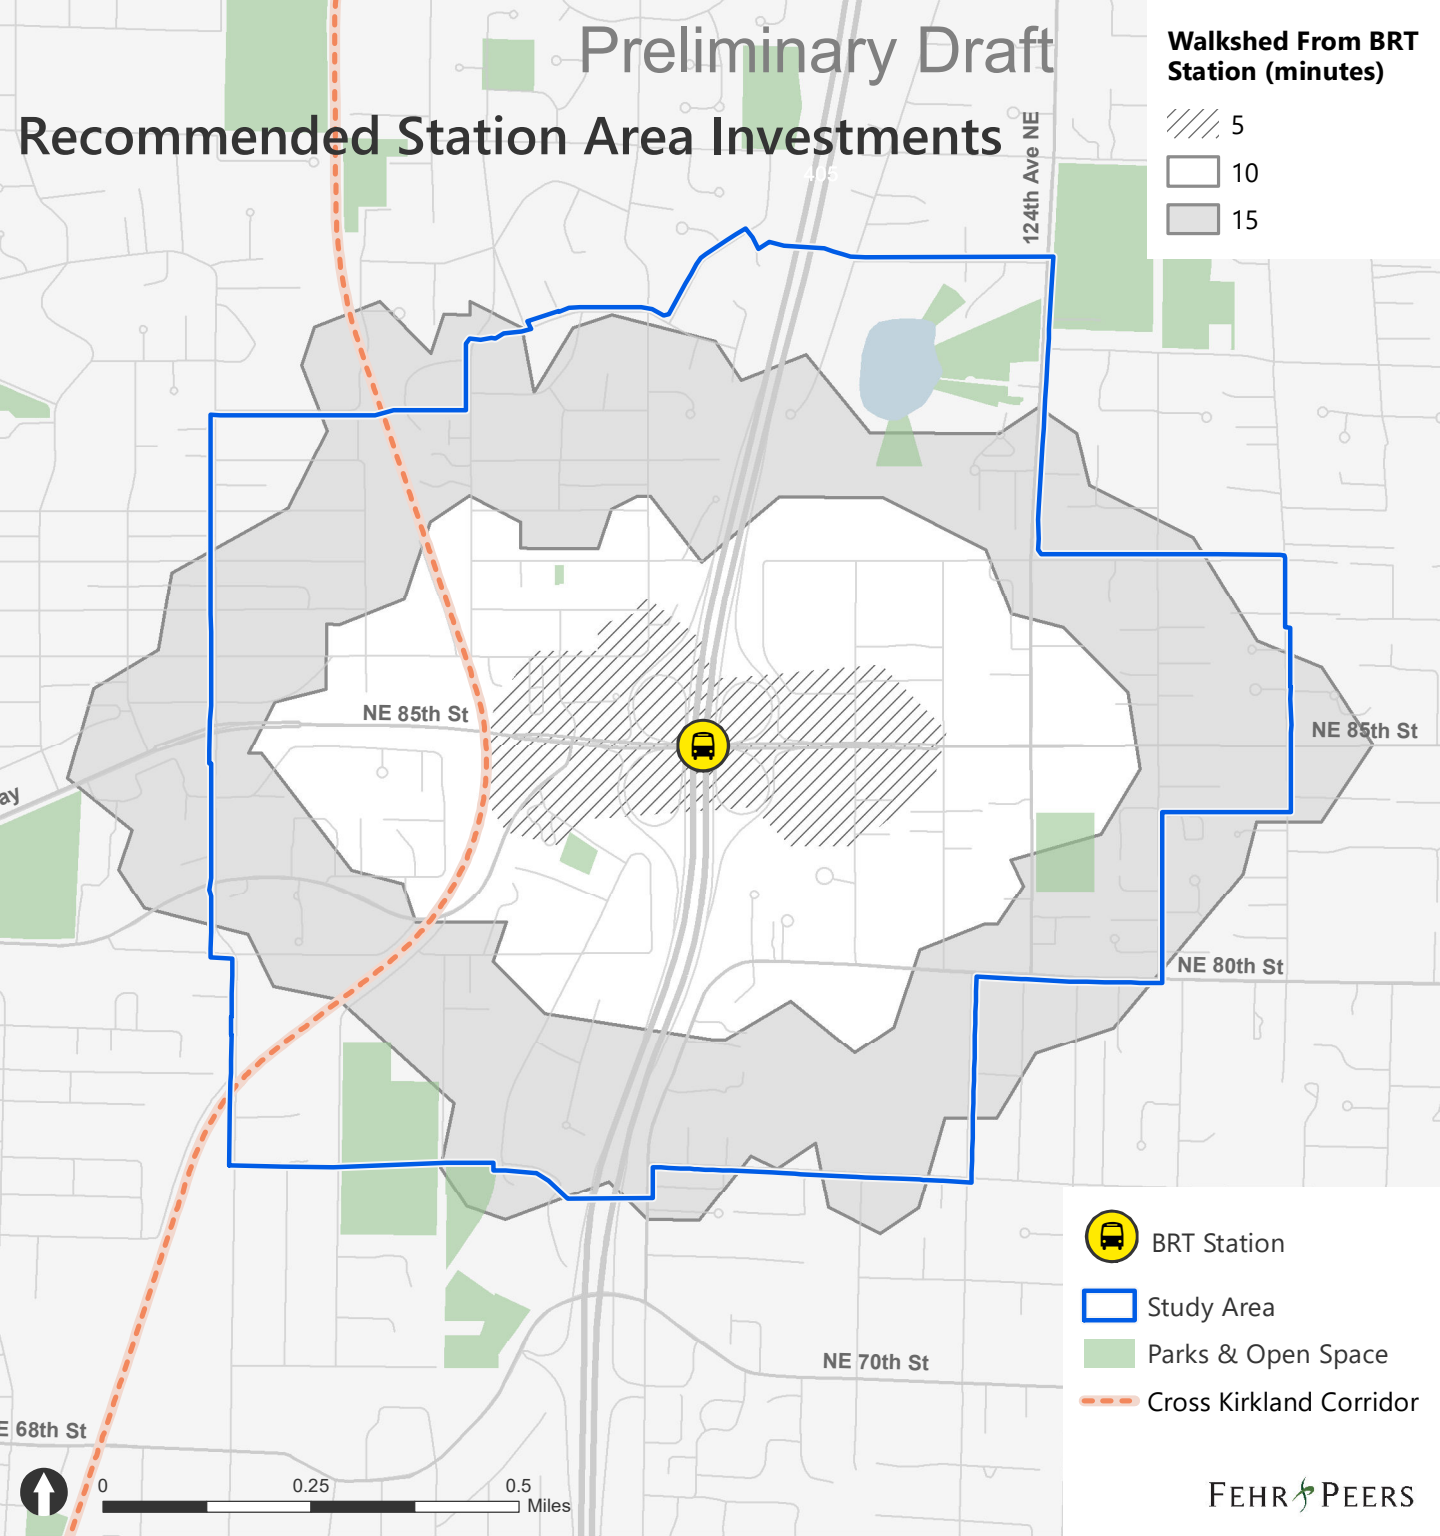 Preliminary Draft
Recommended Station Area Investments
Walkshed From BRT
Station (minutes)
5
10
15
405
124th Ave NE
NE 85th St
NE 85th St
ay
NE 80th St
NE 70th St
E 68th St
BRT Station
Study Area
Parks & Open Space
Cross Kirkland Corridor
0
0.25
0.5
Miles
FEHR PEERS